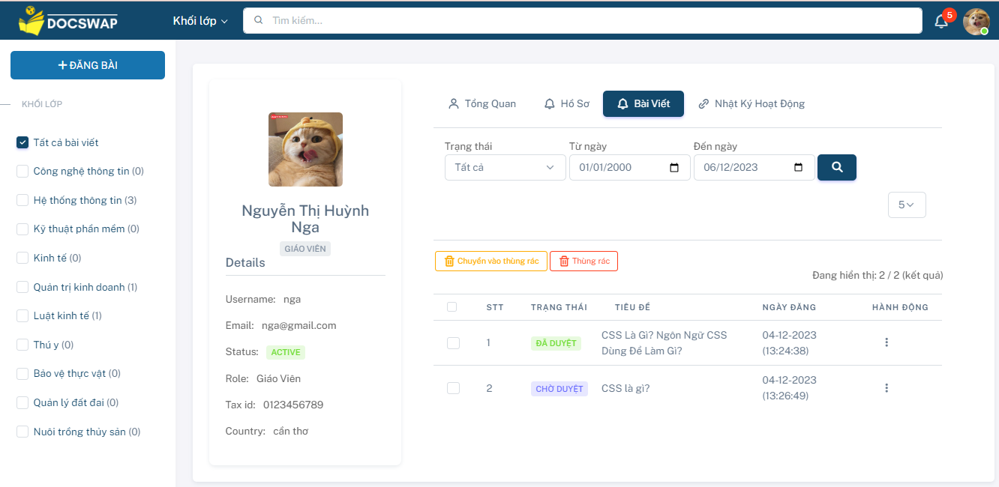 DOCSWAP
Khối lớp
Tìm kiếm...
5
ĐĂNG BÀI
KHỐI LỚP
Tất cả bài viết
Công nghệ thông tin (0)
Hệ thống thông tin (3)
Kỹ thuật phần mềm (0)
Kinh tế (0)
Quản trị kinh doanh (1)
Luật kinh tế (1)
Thú y (0)
Bảo vệ thực vật (0)
Quản lý đất đai (0)
Nuôi trồng thủy sản (0)
Nguyễn Thị Huỳnh
Nga
GIÁO VIÊN
Details
Username: nga
Email: nga@gmail.com
Status: ACTIVE
Role: Giáo Viên
Tax id: 0123456789
Country: cần thơ
Tổng Quan
Hồ Sơ
Bài Viết
Nhật Ký Hoạt Động
Trạng thái Từ ngày Đến ngày
Tất cả 01/01/2000 06/12/2023
5
Chuyển vào thùng rác Thùng rác
Đang hiển thị: 2 / 2 (kết quả)
STT TRẠNG THÁI TIÊU ĐỀ NGÀY ĐĂNG HÀNH ĐỘNG
1 ĐÃ DUYỆT CSS Là Gì? Ngôn Ngữ CSS 04-12-2023
Dùng Để Làm Gì? (13:24:38)
2 CHỜ DUYỆT CSS là gì? 04-12-2023
(13:26:49)